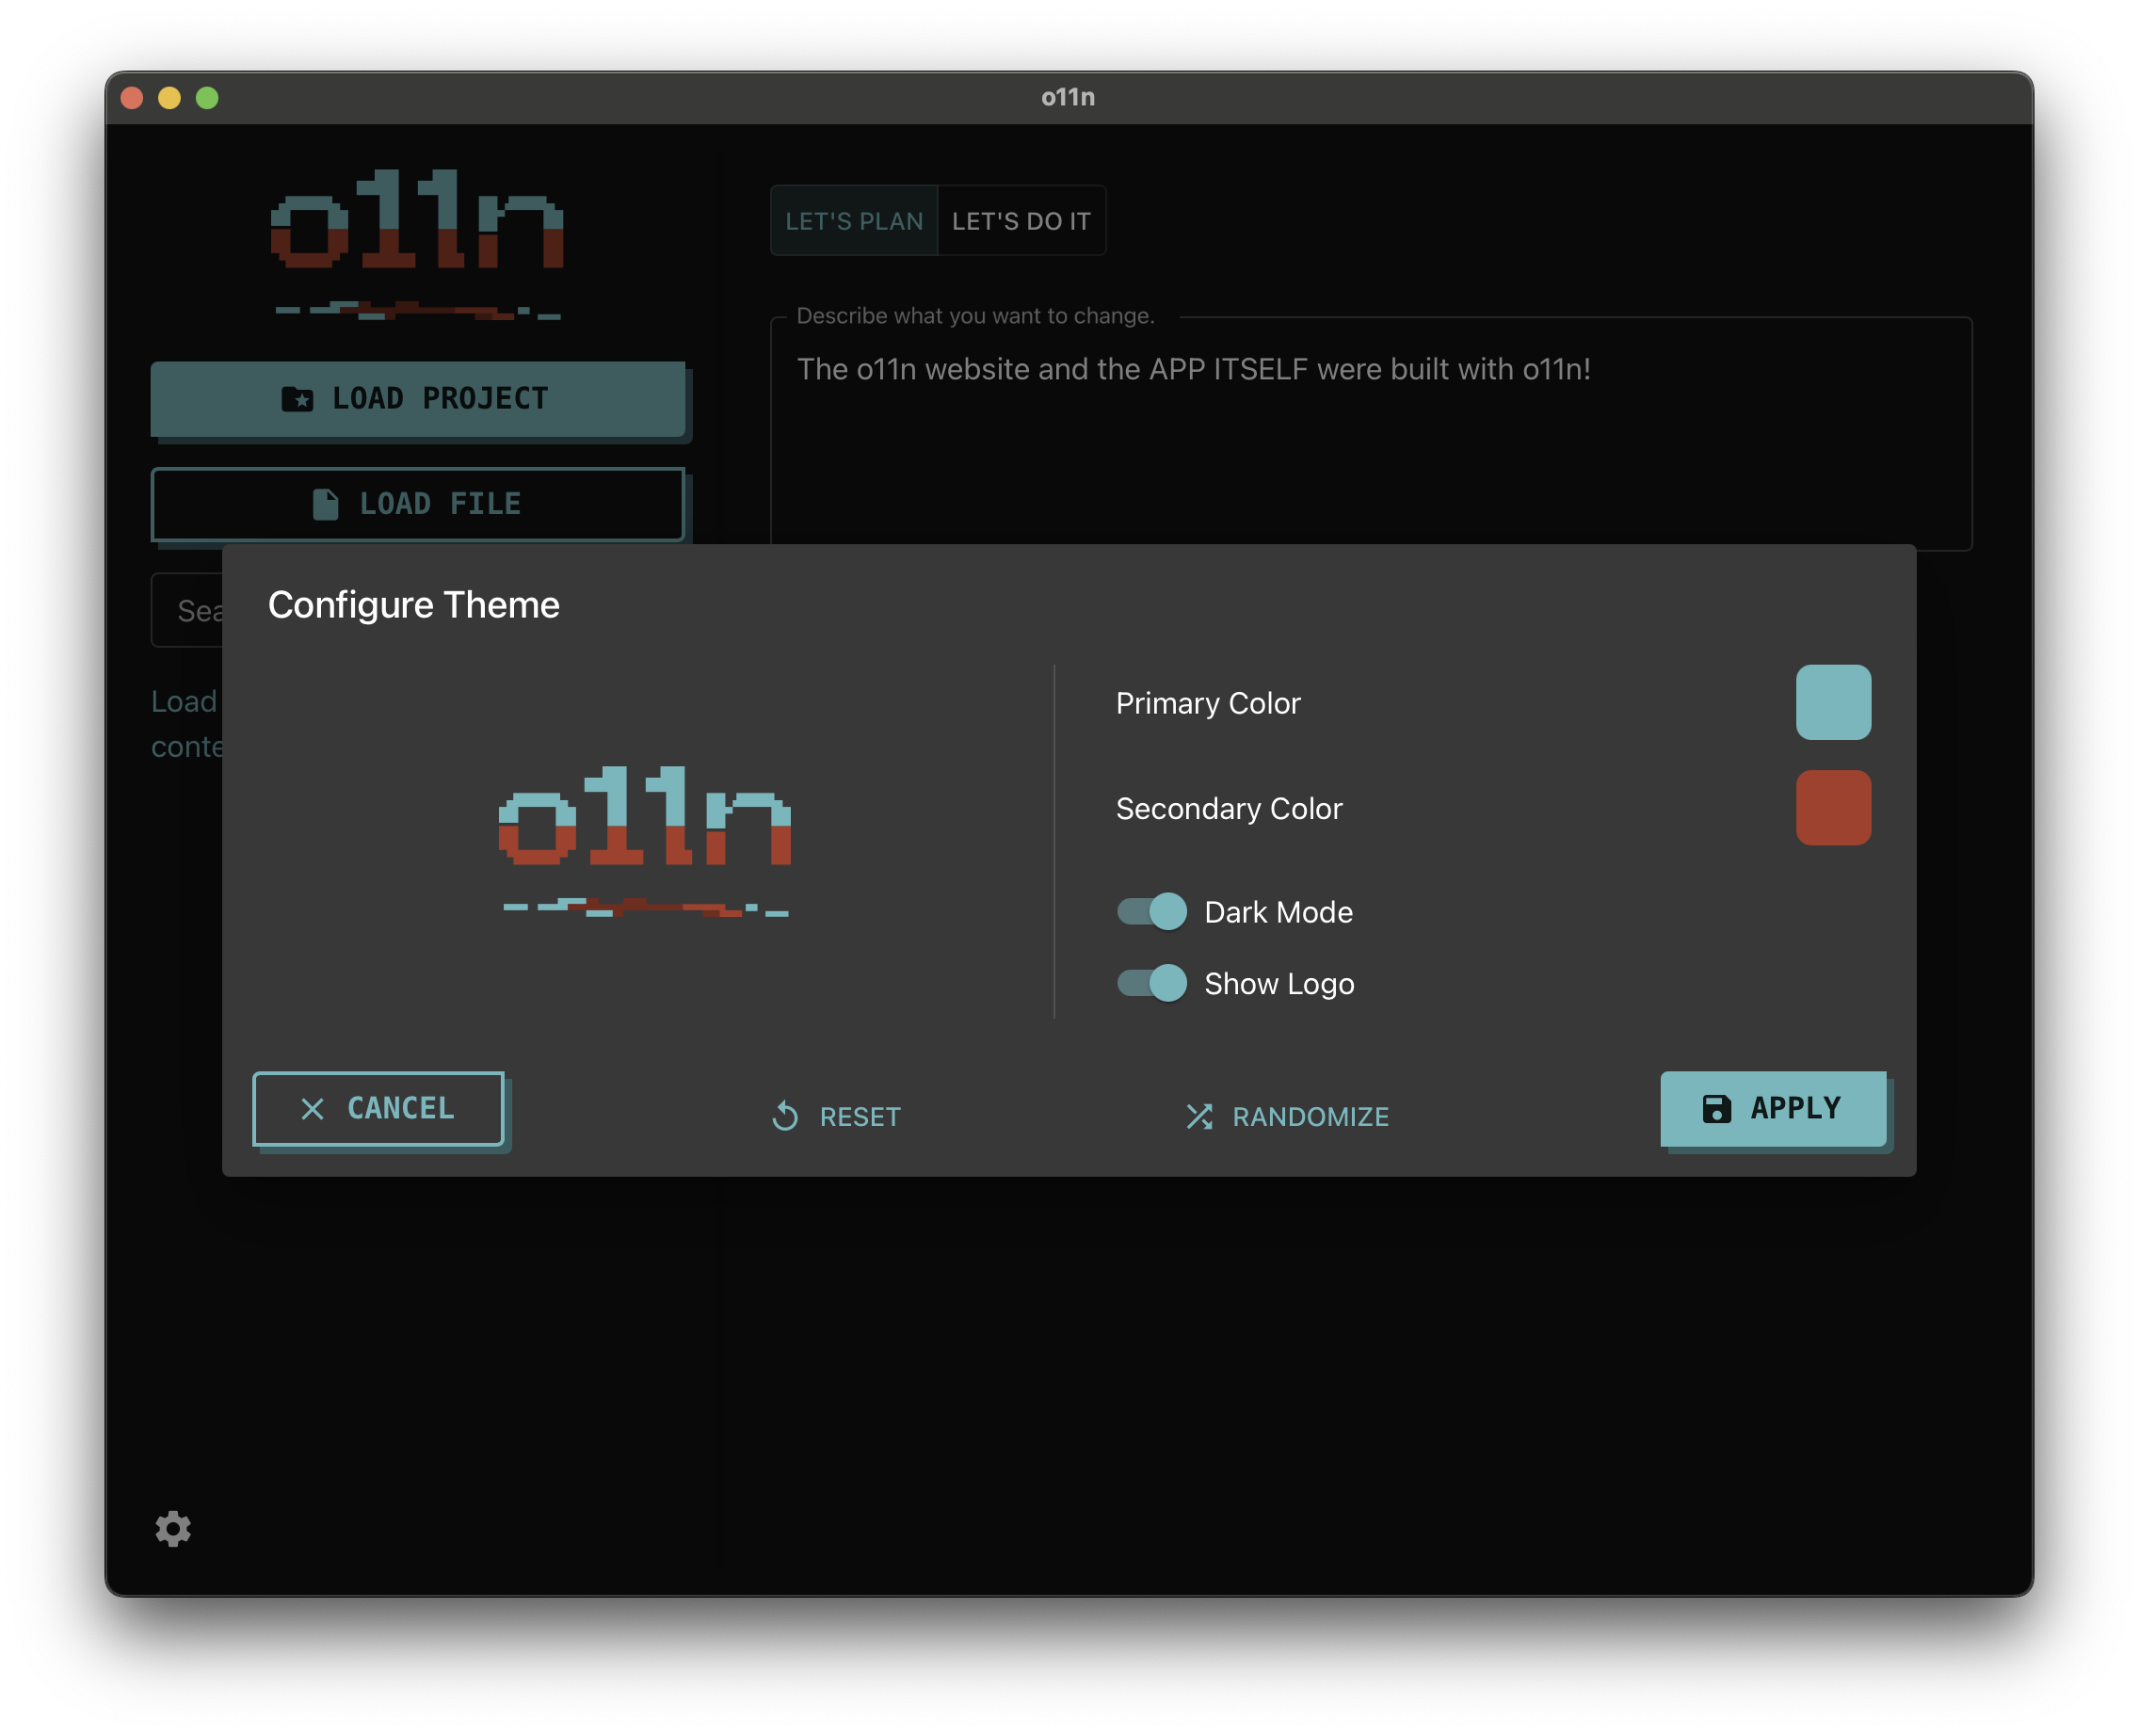 o11n
o11n
LET'S PLAN
LET'S DO IT
Describe what you want to change.
The o11n website and the APP ITSELF were built with o11n!
LOAD PROJECT
LOAD FILE
Sea
Load
conte
Configure Theme
o11n
Primary Color
Secondary Color
Dark Mode
Show Logo
CANCEL
RESET
RANDOMIZE
APPLY